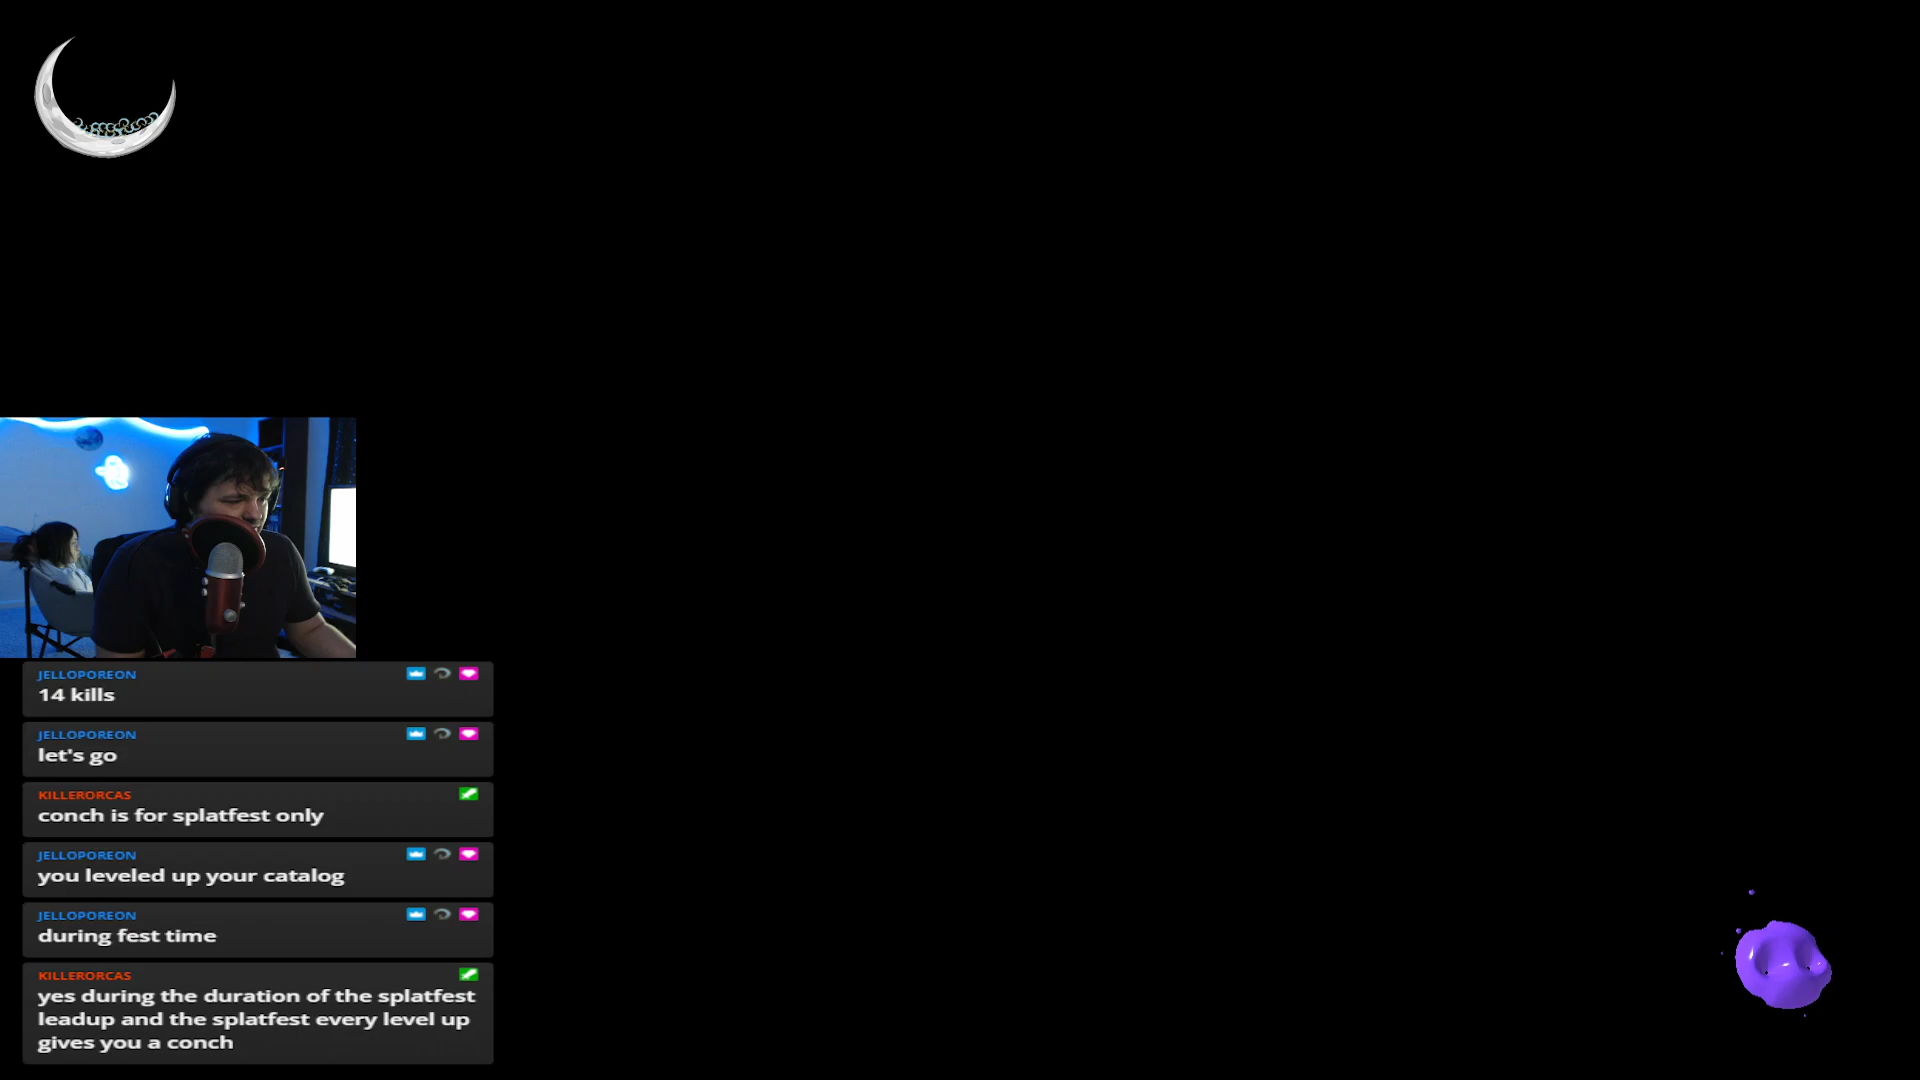 JELLOPOREON
14 kills
JELLOPOREON
let's go
KILLERORCAS
conch is for splatfest only
JELLOPOREON
you leveled up your catalog
JELLOPOREON
during fest time
KILLERORCAS
yes during the duration of the splatfest
leadup and the splatfest every level up
gives you a conch